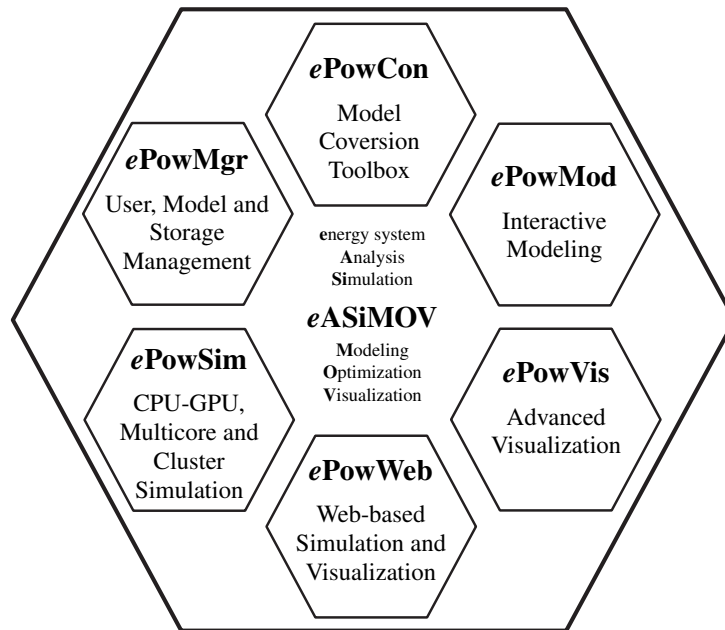 ePowCon
Model
Coversion
Toolbox
ePowMgr
User, Model and
Storage
Management
ePowMod
Interactive
Modeling
energy system
Analysis
Simulation
eASiMOV
Modeling
Optimization
Visualization
ePowSim
CPU-GPU,
Multicore and
Cluster
Simulation
ePowVis
Advanced
Visualization
ePowWeb
Web-based
Simulation and
Visualization